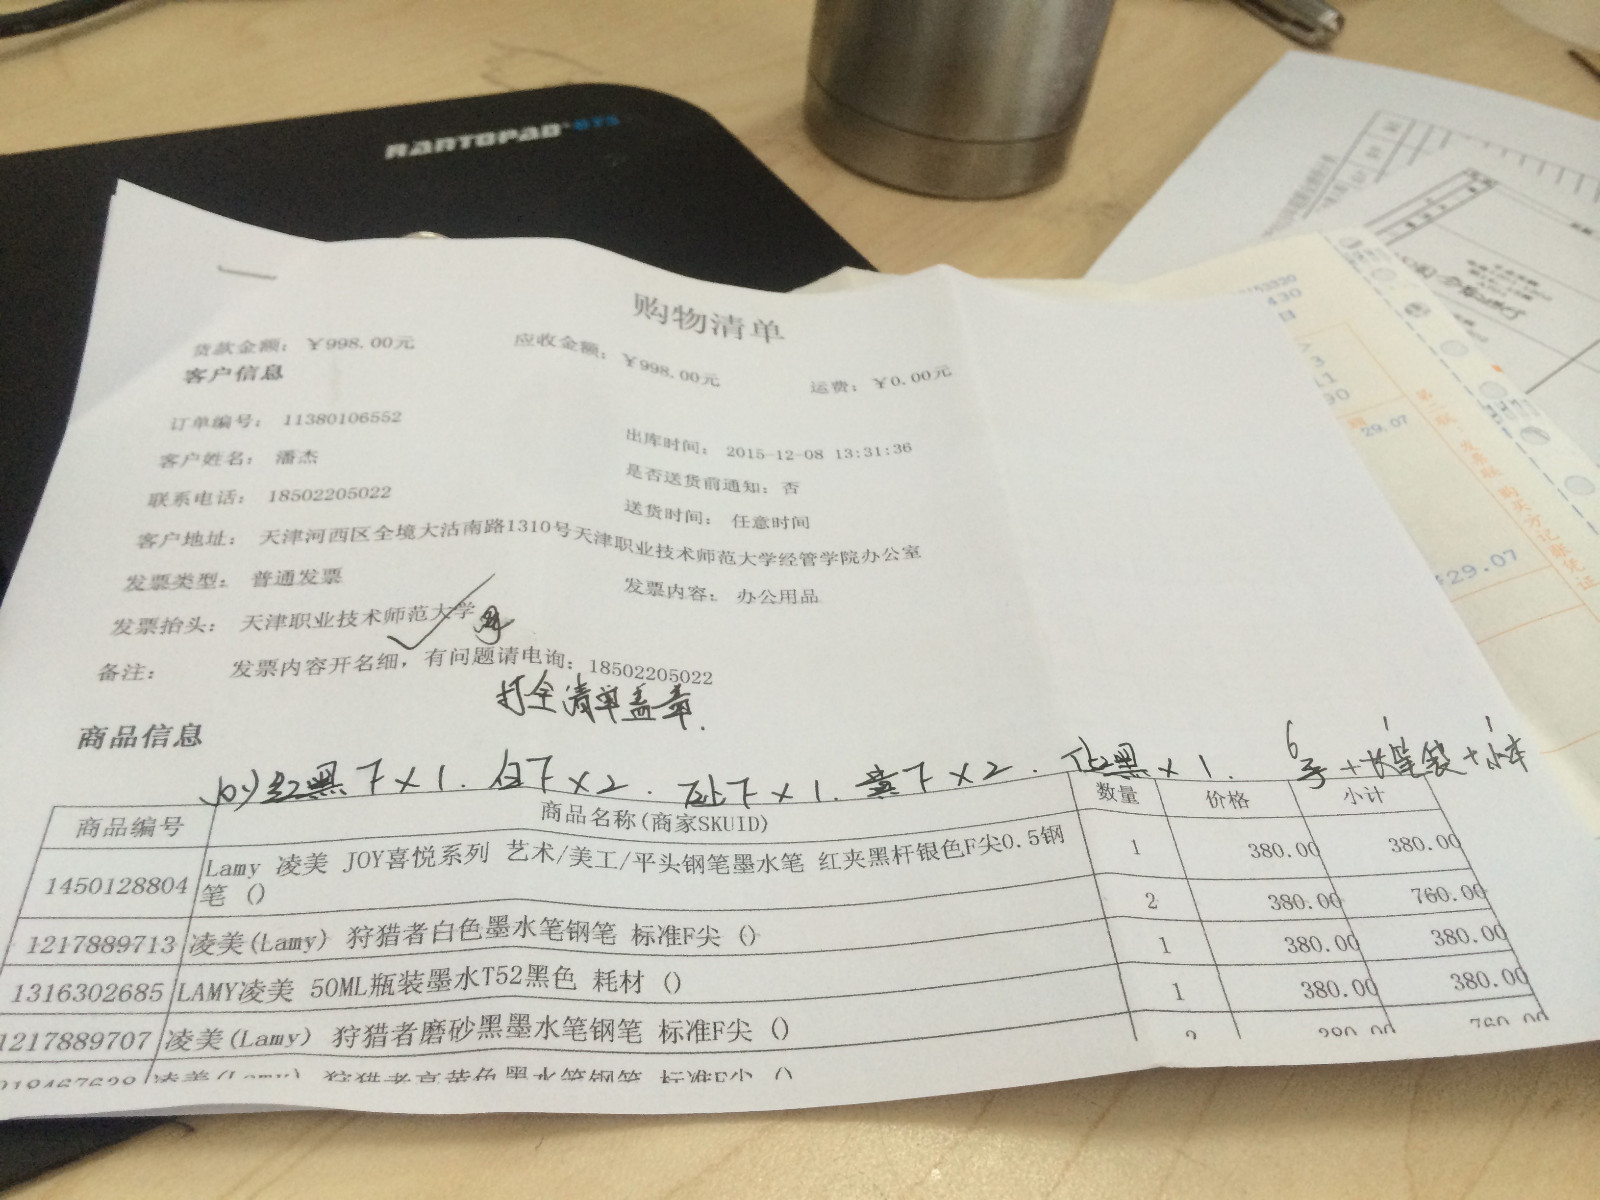 RANTOPAD
购物清单
货款金额: ¥998.00元 应收金额: ¥998.00元 运费: ¥0.00元
客户信息
订单编号: 11380106552 出库时间: 2015-12-08 13:31:36
客户姓名: 潘杰 是否送货前通知: 否
联系电话: 18502205022 送货时间: 任意时间
客户地址: 天津河西区全境大沽南路1310号天津职业技术师范大学经管学院办公室
发票类型: 普通发票 发票内容: 办公用品
发票抬头: 天津职业技术师范大学
备注: 发票内容开名细，有问题请电询: 18502205022
打全清单盖章.
商品信息
红黑F×1. 白F×2. F×1. 黄F×2. 黑×1. 6 +长笔袋+本
商品编号 商品名称(商家SKUID) 数量 价格 小计
1450128804 Lamy 凌美 JOY喜悦系列 艺术/美工/平头钢笔墨水笔 红夹黑杆银色F尖0.5钢 1 380.00 380.00
笔 ()
2 380.00 760.00
1217889713 凌美(Lamy) 狩猎者白色墨水笔钢笔 标准F尖 () 1 380.00 380.00
1316302685 LAMY凌美 50ML瓶装墨水T52黑色 耗材 () 1 380.00 380.00
1217889707 凌美(Lamy) 狩猎者磨砂黑墨水笔钢笔 标准F尖 () 2 380.00 760.00
凌美(Lamy) 狩猎者亮黄色墨水笔钢笔 标准F尖 ()
29.07
¥29.07